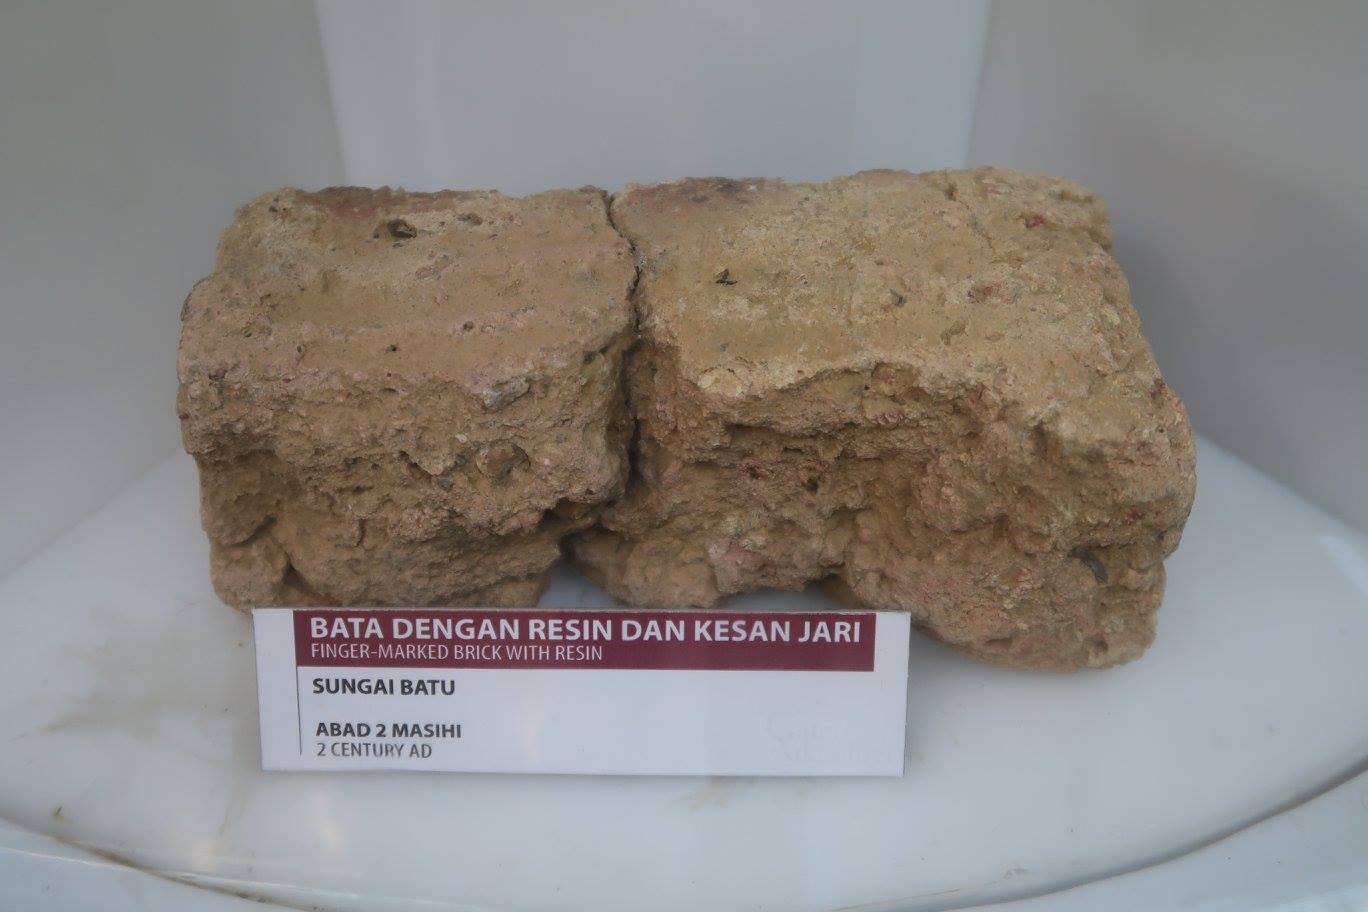 BATA DENGAN RESIN DAN KESAN JARI
FINGER-MARKED BRICK WITH RESIN
SUNGAI BATU
ABAD 2 MASIHI
2 CENTURY AD